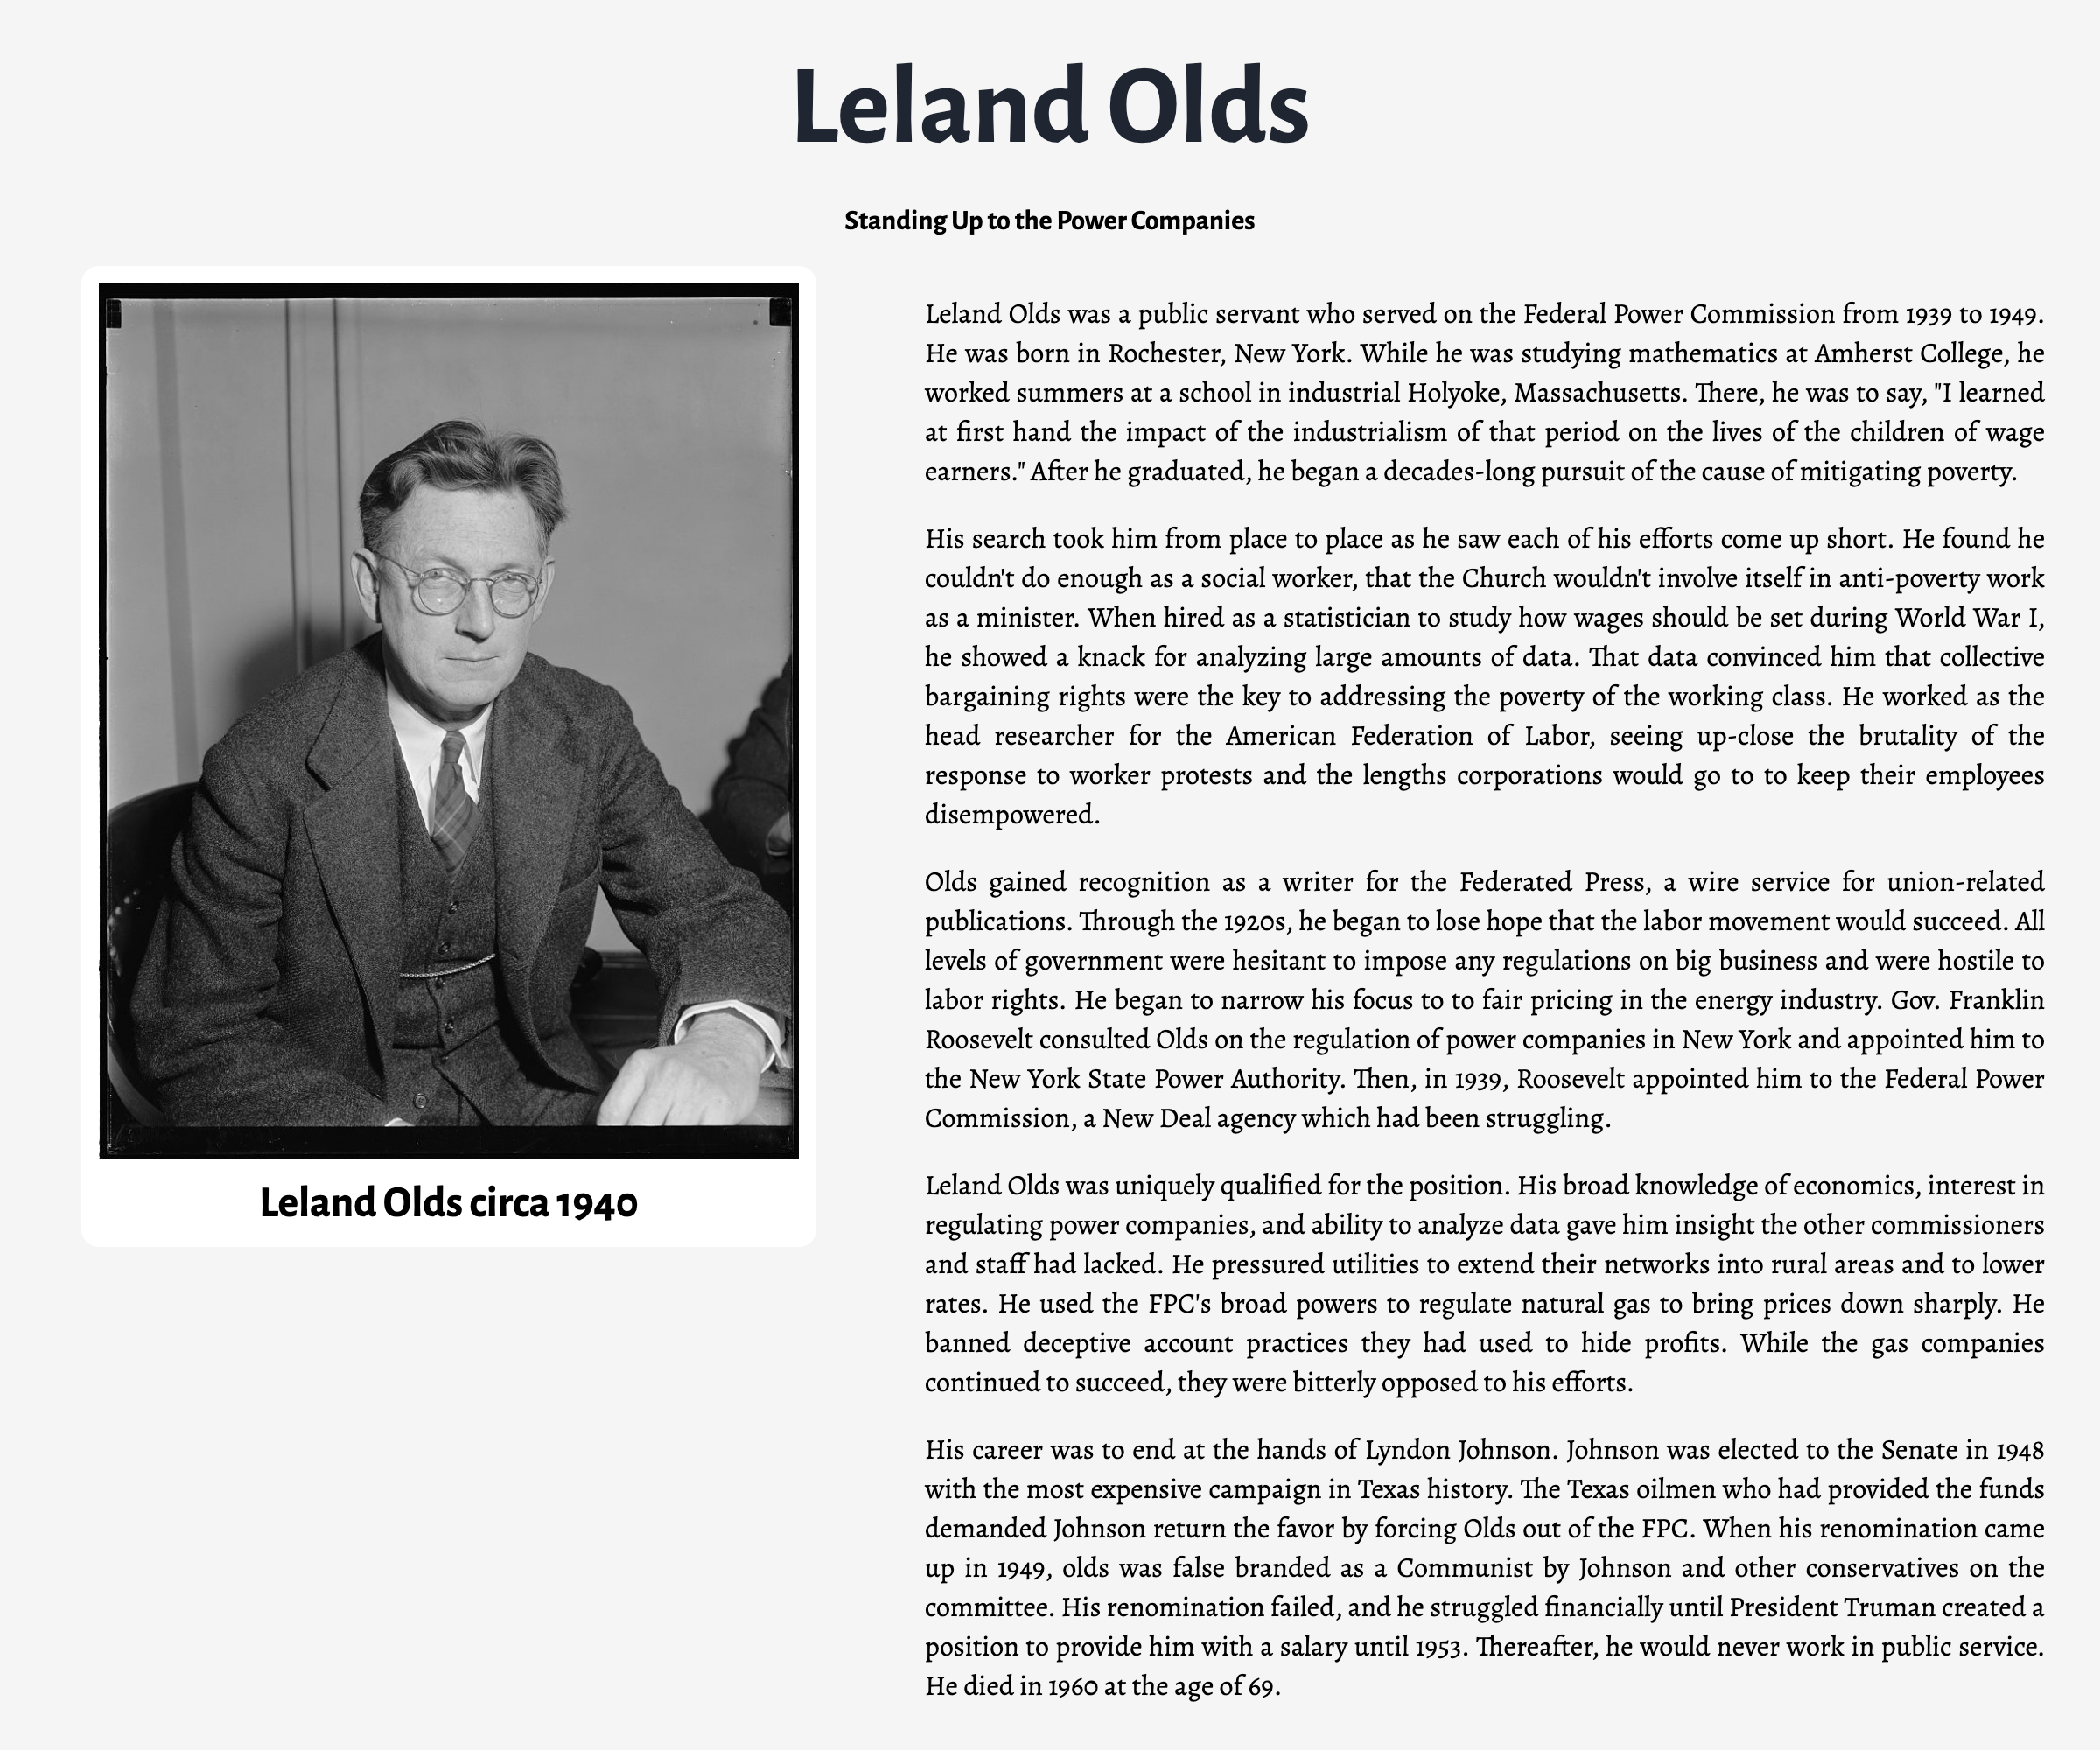 Leland Olds
Standing Up to the Power Companies
Leland Olds circa 1940
Leland Olds was a public servant who served on the Federal Power Commission from 1939 to 1949.
He was born in Rochester, New York. While he was studying mathematics at Amherst College, he
worked summers at a school in industrial Holyoke, Massachusetts. There, he was to say, "I learned
at first hand the impact of the industrialism of that period on the lives of the children of wage
earners." After he graduated, he began a decades-long pursuit of the cause of mitigating poverty.
His search took him from place to place as he saw each of his efforts come up short. He found he
couldn't do enough as a social worker, that the Church wouldn't involve itself in anti-poverty work
as a minister. When hired as a statistician to study how wages should be set during World War I,
he showed a knack for analyzing large amounts of data. That data convinced him that collective
bargaining rights were the key to addressing the poverty of the working class. He worked as the
head researcher for the American Federation of Labor, seeing up-close the brutality of the
response to worker protests and the lengths corporations would go to to keep their employees
disempowered.
Olds gained recognition as a writer for the Federated Press, a wire service for union-related
publications. Through the 1920s, he began to lose hope that the labor movement would succeed. All
levels of government were hesitant to impose any regulations on big business and were hostile to
labor rights. He began to narrow his focus to to fair pricing in the energy industry. Gov. Franklin
Roosevelt consulted Olds on the regulation of power companies in New York and appointed him to
the New York State Power Authority. Then, in 1939, Roosevelt appointed him to the Federal Power
Commission, a New Deal agency which had been struggling.
Leland Olds was uniquely qualified for the position. His broad knowledge of economics, interest in
regulating power companies, and ability to analyze data gave him insight the other commissioners
and staff had lacked. He pressured utilities to extend their networks into rural areas and to lower
rates. He used the FPC's broad powers to regulate natural gas to bring prices down sharply. He
banned deceptive account practices they had used to hide profits. While the gas companies
continued to succeed, they were bitterly opposed to his efforts.
His career was to end at the hands of Lyndon Johnson. Johnson was elected to the Senate in 1948
with the most expensive campaign in Texas history. The Texas oilmen who had provided the funds
demanded Johnson return the favor by forcing Olds out of the FPC. When his renomination came
up in 1949, olds was false branded as a Communist by Johnson and other conservatives on the
committee. His renomination failed, and he struggled financially until President Truman created a
position to provide him with a salary until 1953. Thereafter, he would never work in public service.
He died in 1960 at the age of 69.